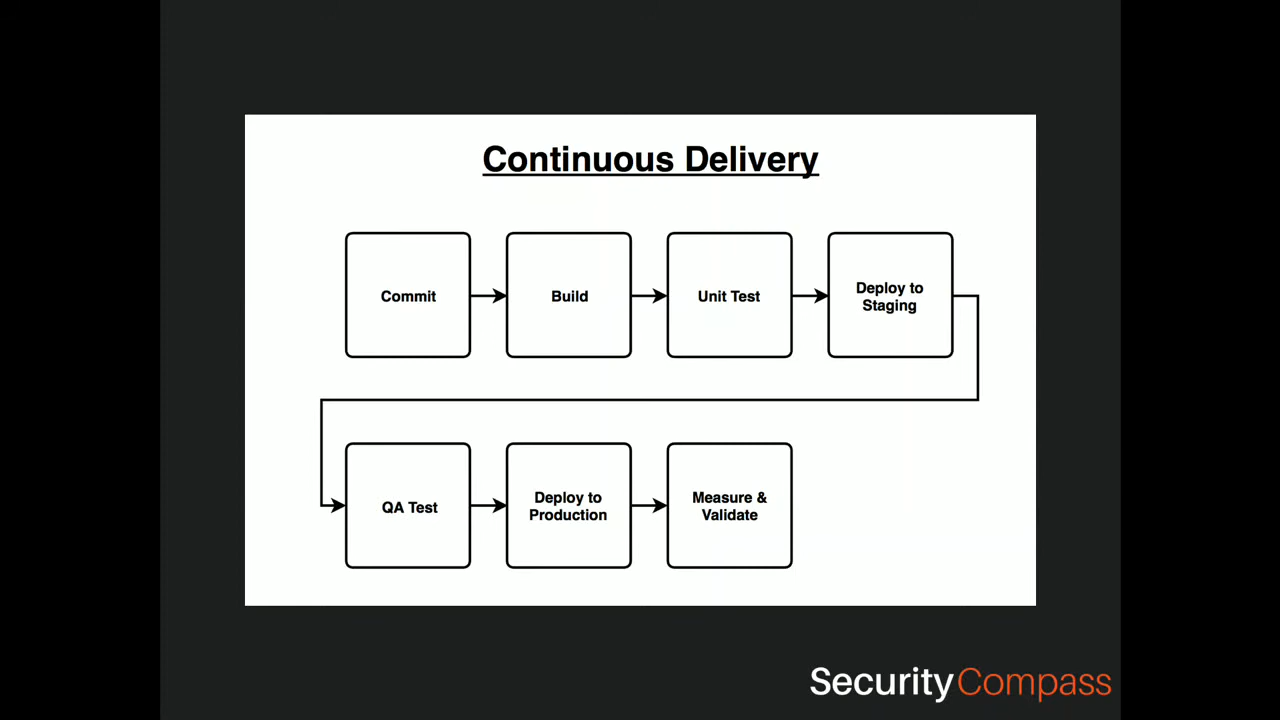 Continuous Delivery
Commit
Build
Unit Test
Deploy to
Staging
QA Test
Deploy to
Production
Measure &
Validate
SecurityCompass